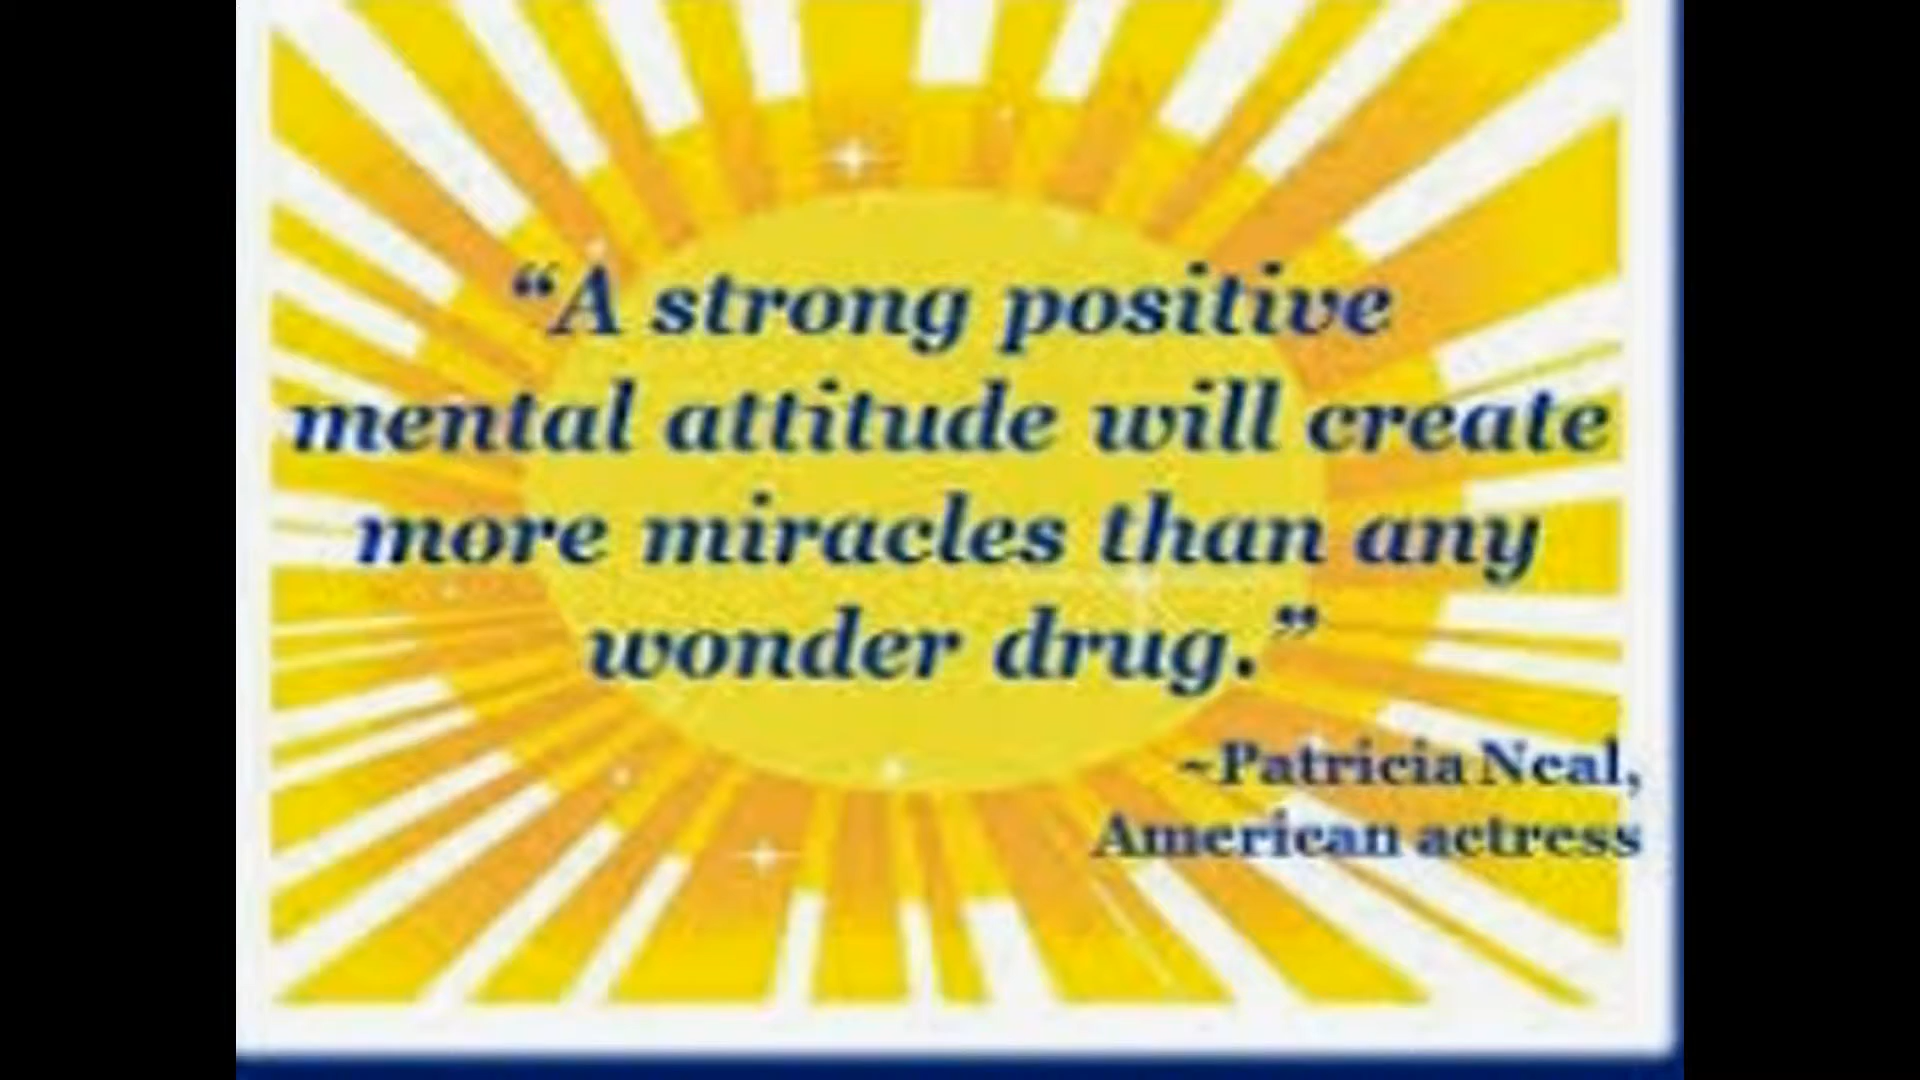 “A strong positive
mental attitude will create
more miracles than any
wonder drug.”
~Patricia Neal,
American actress